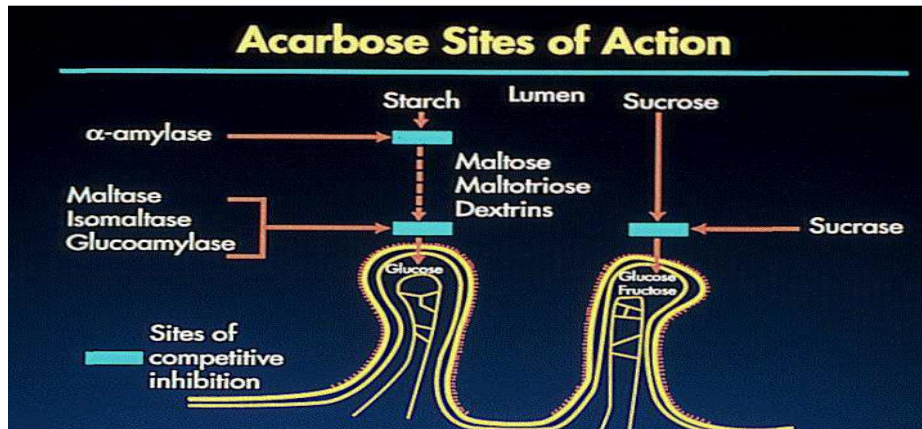 Acarbose Sites of Action
Starch
Lumen
Sucrose
α-amylase
Maltose
Maltotriose
Dextrins
Maltase
Isomaltase
Glucoamylase
Sucrase
Glucose
Glucose
Fructose
Sites of
competitive
inhibition